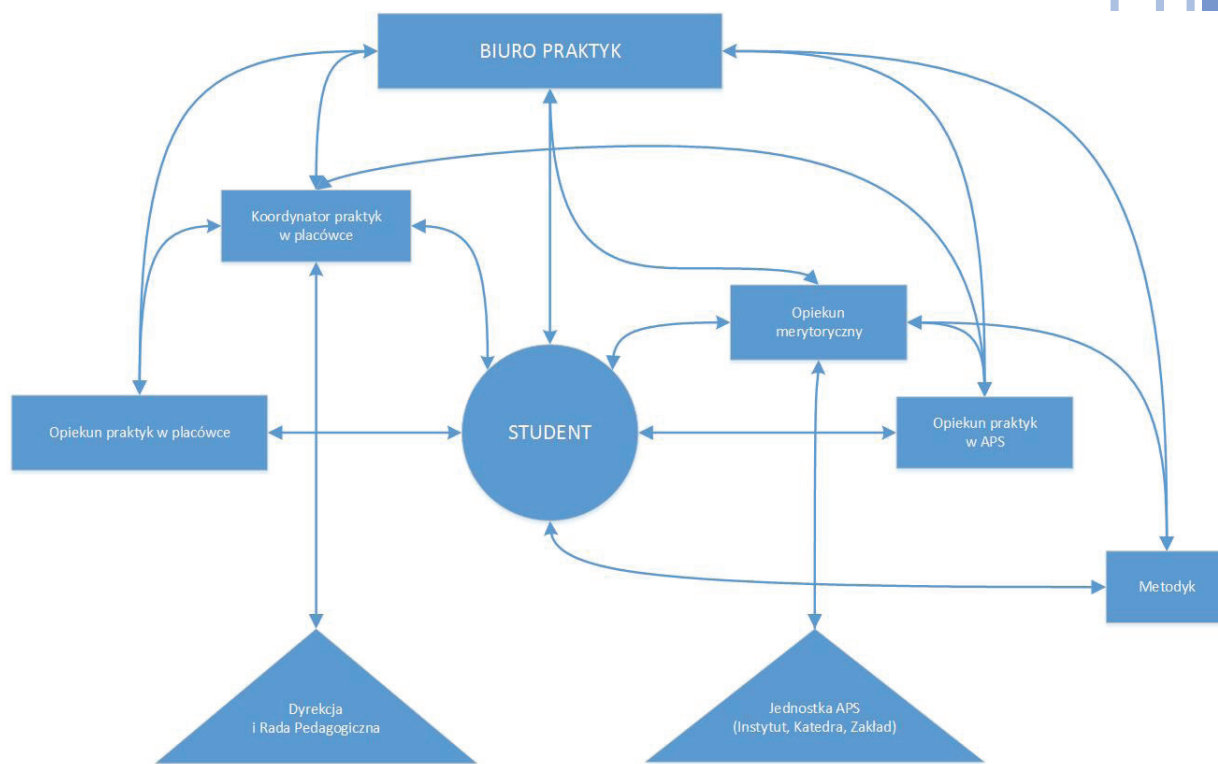 BIURO PRAKTYK
Koordynator praktyk
w placówce
Opiekun
merytoryczny
Opiekun praktyk w placówce
STUDENT
Opiekun praktyk
w APS
Metodyk
Dyrekcja
i Rada Pedagogiczna
Jednostka APS
(Instytut, Katedra, Zakład)